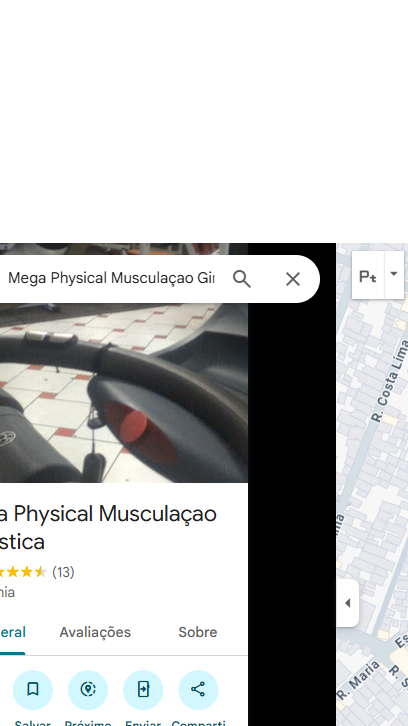 Mega Physical Musculaçao Gi
Pt
R. Costa Lima
a Physical Musculaçao
stica
(13)
nia
eral Avaliações Sobre
Salvar Próximo Enviar Comparti
R. Maria
Es
R. S